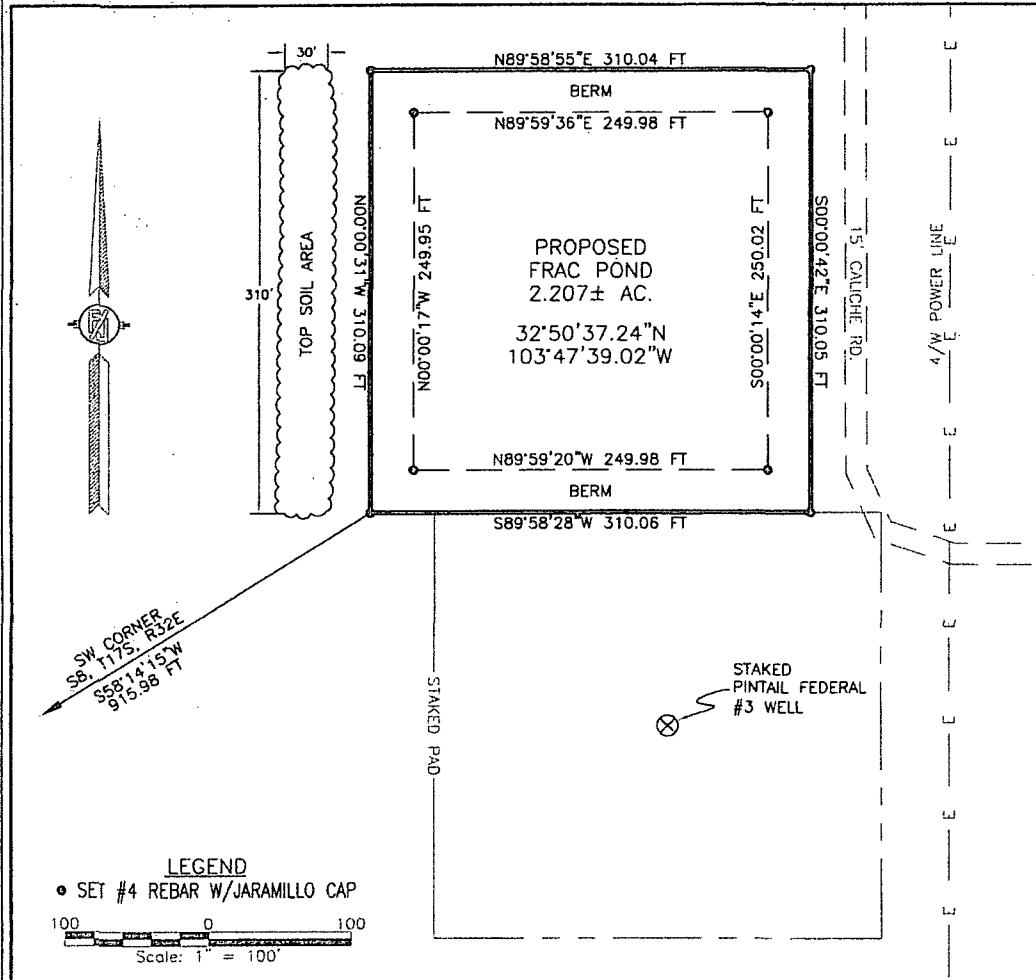 30'
N89°58'55"E 310.04 FT
BERM
N89°59'36"E 249.98 FT
310'
TOP SOIL AREA
N00°00'31"W 310.09 FT
N00°00'17"W 249.95 FT
PROPOSED
FRAC POND
2.207± AC.
32°50'37.24"N
103°47'39.02"W
S00°00'14"E 250.02 FT
S00°00'42"E 310.05 FT
15' CALICHE RD.
4/W POWER LINE
E
E
E
E
E
E
E
E
E
E
N89°59'20"W 249.98 FT
BERM
S89°58'28"W 310.06 FT
SW CORNER
S8, T17S, R32E
S58°14'15"W
915.98 FT
STAKED PAD
STAKED
PINTAIL FEDERAL
#3 WELL
LEGEND
SET #4 REBAR W/JARAMILLO CAP
100 0 100
Scale: 1" = 100'